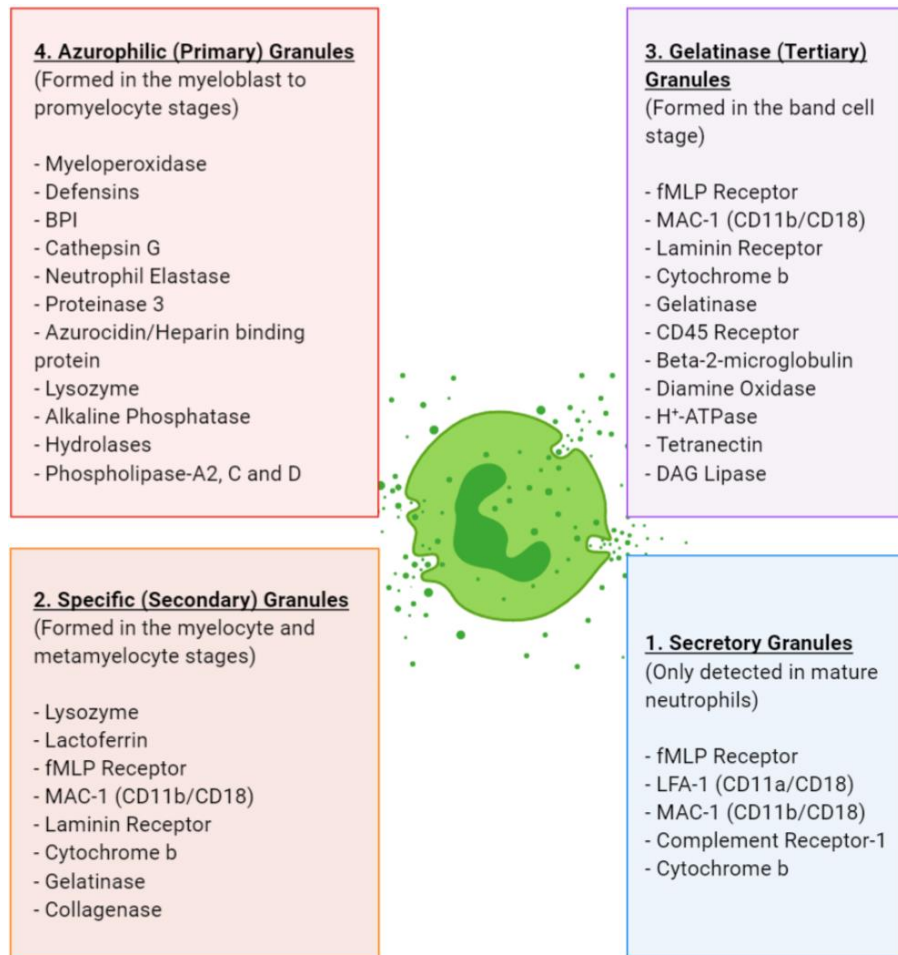 4. Azurophilic (Primary) Granules
(Formed in the myeloblast to
promyelocyte stages)
- Myeloperoxidase
- Defensins
- BPI
- Cathepsin G
- Neutrophil Elastase
- Proteinase 3
- Azurocidin/Heparin binding
protein
- Lysozyme
- Alkaline Phosphatase
- Hydrolases
- Phospholipase-A2, C and D
3. Gelatinase (Tertiary)
Granules
(Formed in the band cell
stage)
- fMLP Receptor
- MAC-1 (CD11b/CD18)
- Laminin Receptor
- Cytochrome b
- Gelatinase
- CD45 Receptor
- Beta-2-microglobulin
- Diamine Oxidase
- H⁺-ATPase
- Tetranectin
- DAG Lipase
2. Specific (Secondary) Granules
(Formed in the myelocyte and
metamyelocyte stages)
- Lysozyme
- Lactoferrin
- fMLP Receptor
- MAC-1 (CD11b/CD18)
- Laminin Receptor
- Cytochrome b
- Gelatinase
- Collagenase
1. Secretory Granules
(Only detected in mature
neutrophils)
- fMLP Receptor
- LFA-1 (CD11a/CD18)
- MAC-1 (CD11b/CD18)
- Complement Receptor-1
- Cytochrome b